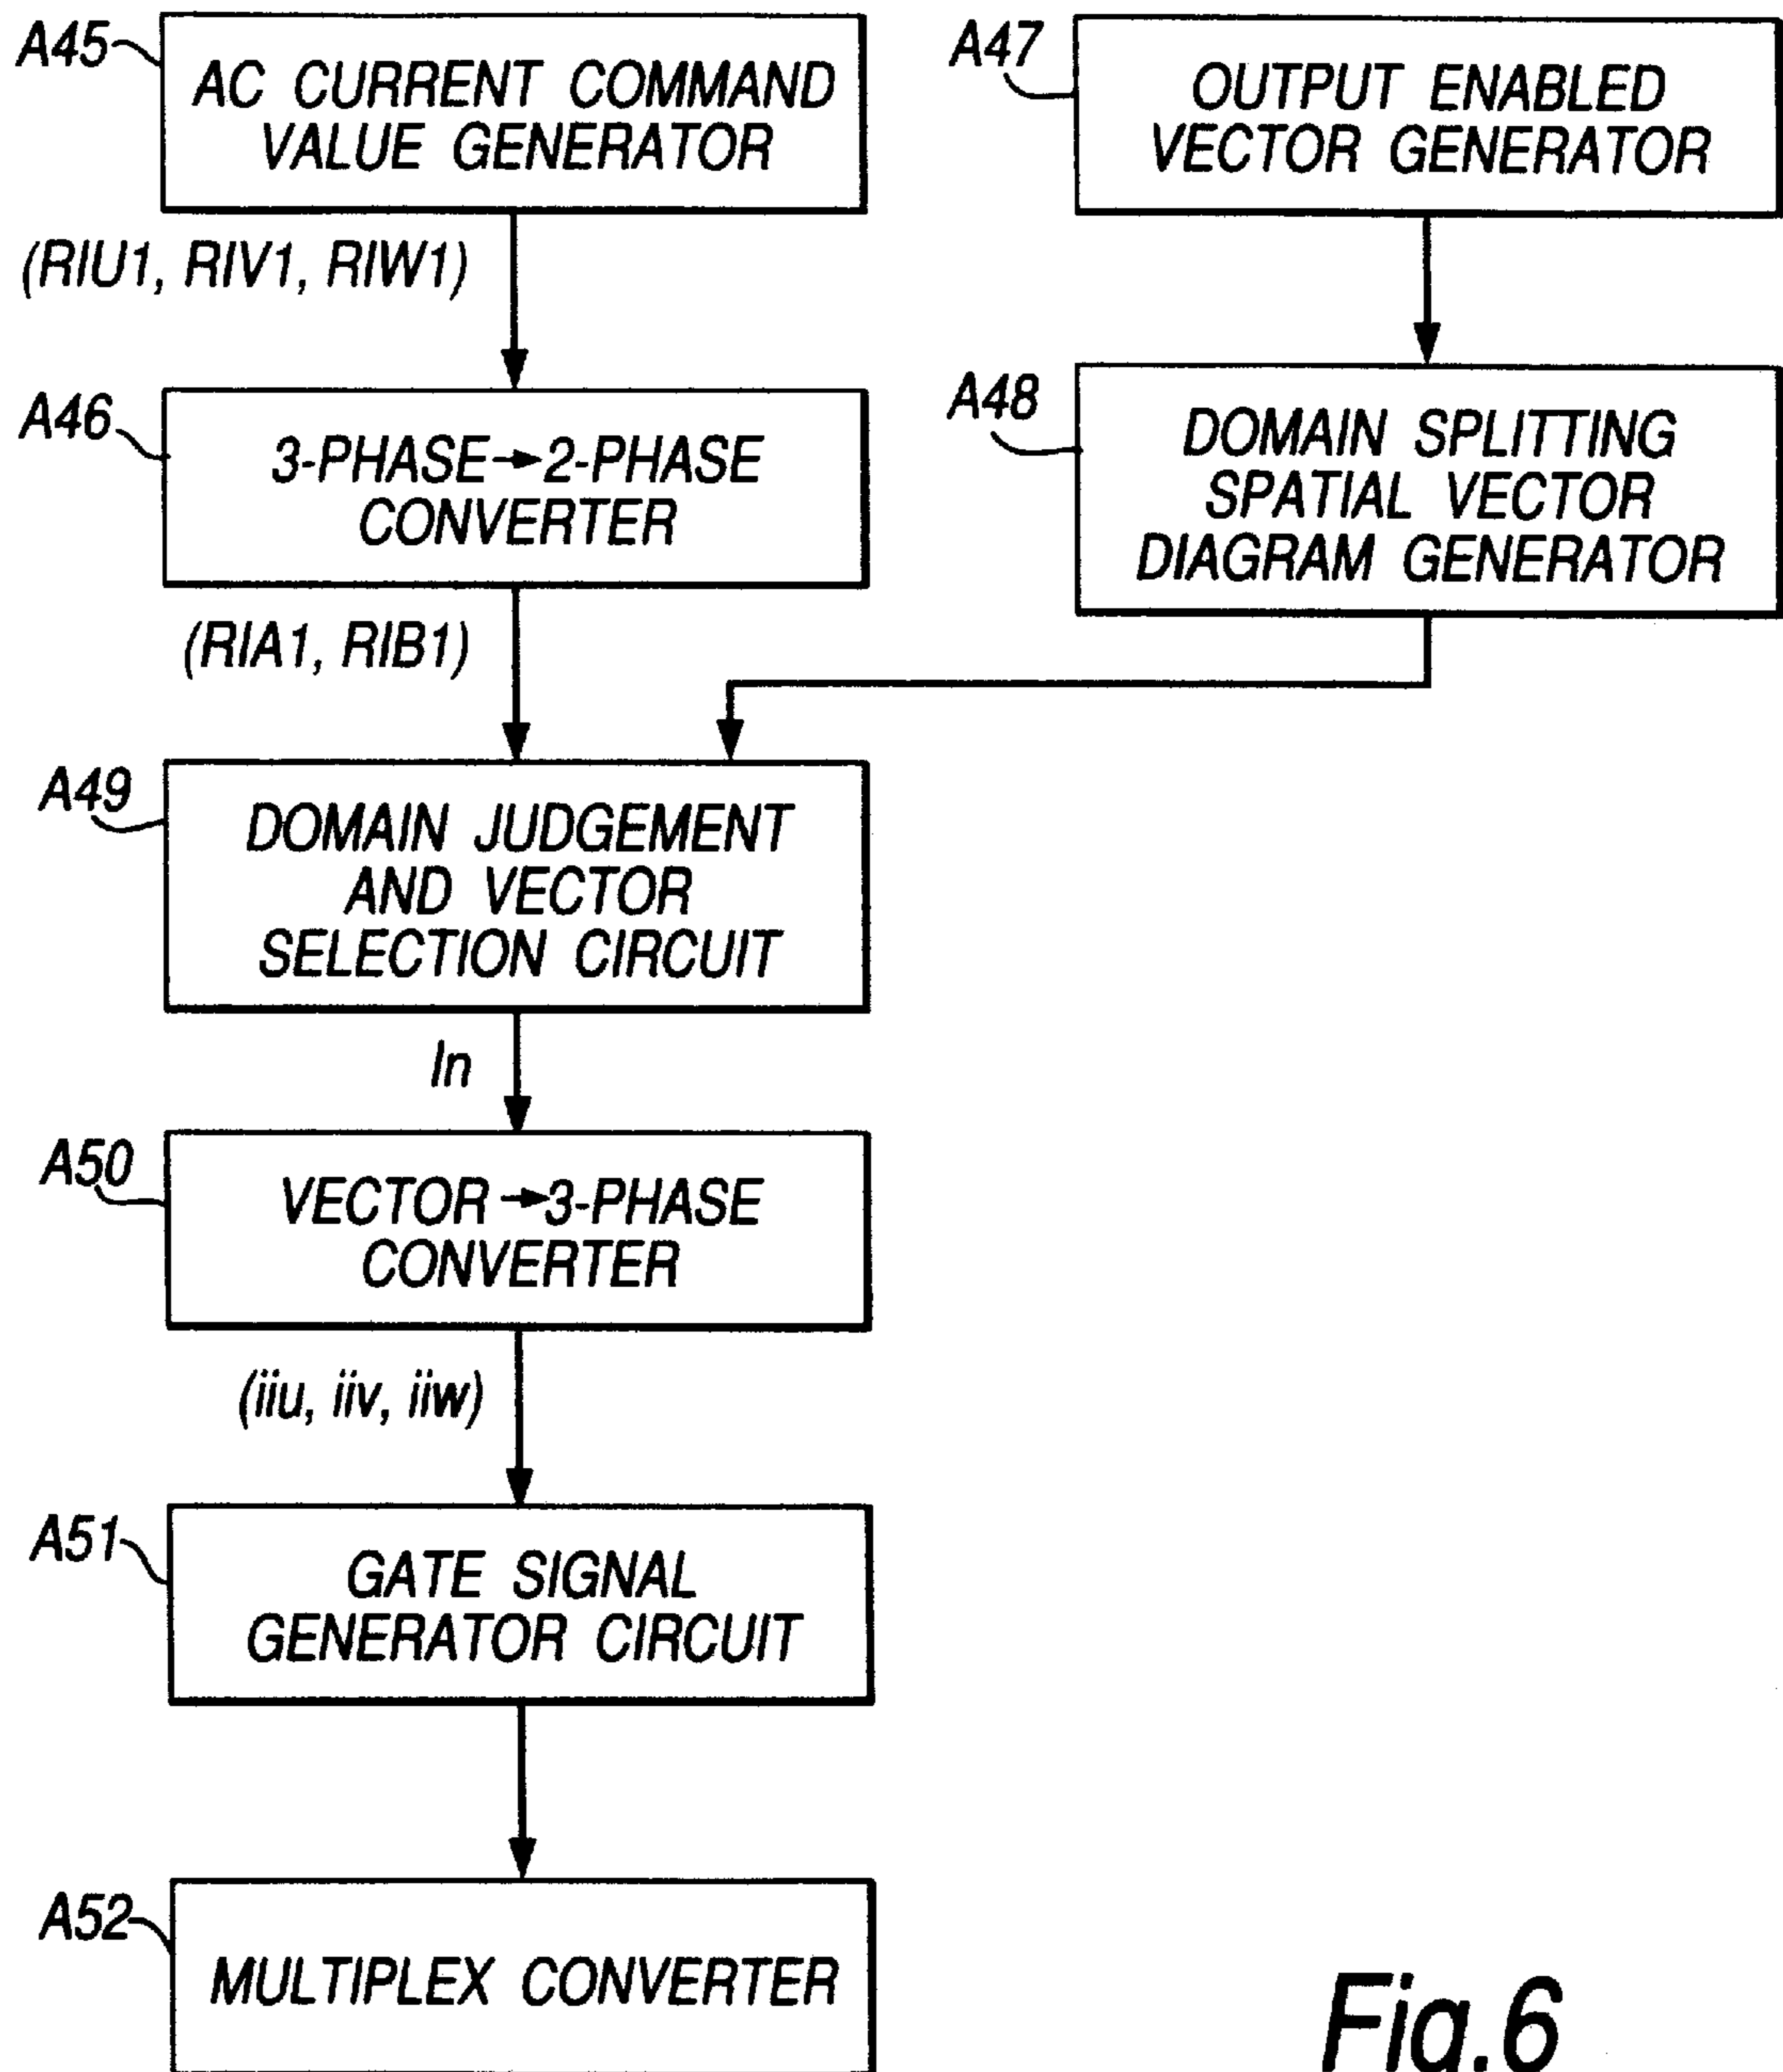 A45
AC CURRENT COMMAND
VALUE GENERATOR
A47
OUTPUT ENABLED
VECTOR GENERATOR
(RIU1, RIV1, RIW1)
A46
3-PHASE→2-PHASE
CONVERTER
A48
DOMAIN SPLITTING
SPATIAL VECTOR
DIAGRAM GENERATOR
(RIA1, RIB1)
A49
DOMAIN JUDGEMENT
AND VECTOR
SELECTION CIRCUIT
In
A50
VECTOR→3-PHASE
CONVERTER
(iiu, iiv, iiw)
A51
GATE SIGNAL
GENERATOR CIRCUIT
A52
MULTIPLEX CONVERTER
Fig.6